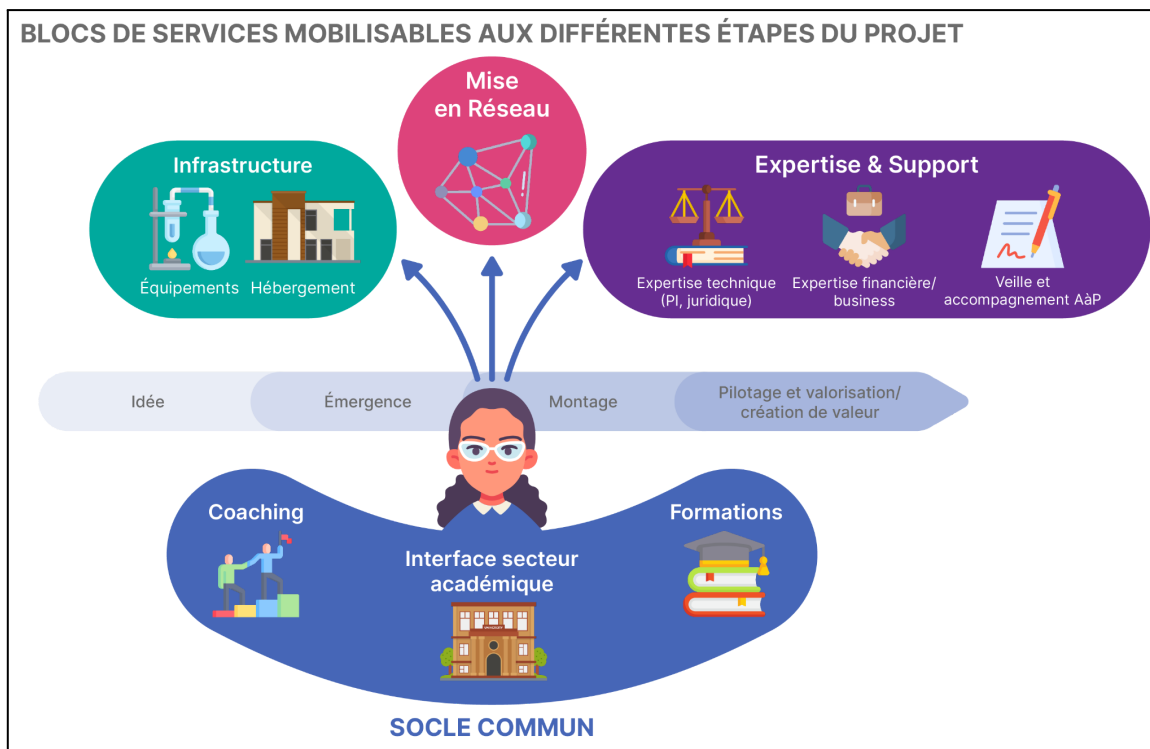 BLOCS DE SERVICES MOBILISABLES AUX DIFFÉRENTES ÉTAPES DU PROJET
Mise
en Réseau
Infrastructure
Équipements
Hébergement
Expertise & Support
Expertise technique
(PI, juridique)
Expertise financière/
business
Veille et
accompagnement AàP
Idée
Émergence
Montage
Pilotage et valorisation/
création de valeur
Coaching
Interface secteur
académique
Formations
SOCLE COMMUN